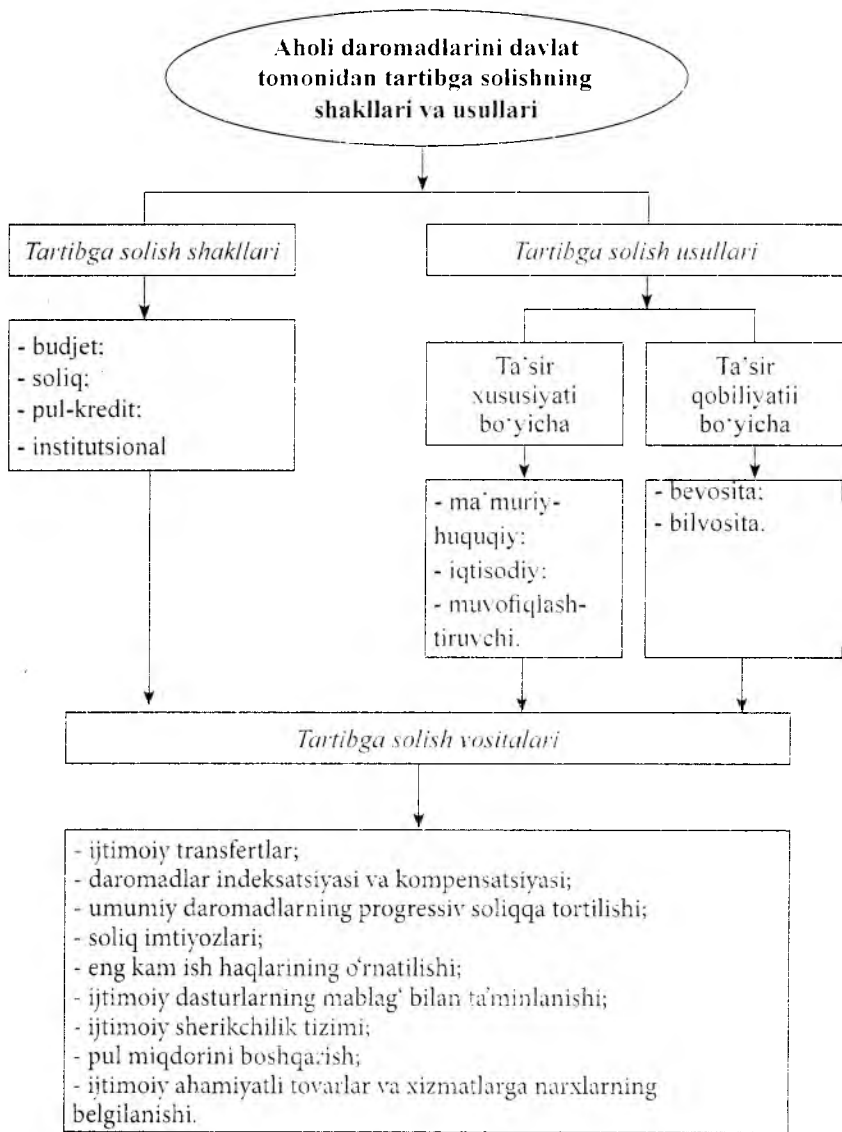 Aholi daromadlarini davlat
tomonidan tartibga solishning
shakllari va usullari
Tartibga solish shakllari
Tartibga solish usullari
- budjet;
- soliq;
- pul-kredit;
- institutsional
Ta'sir
xususiyati
bo'yicha
Ta'sir
qobiliyatii
bo'yicha
- ma'muriy-
huquqiy;
- iqtisodiy;
- muvofiqlash-
tiruvchi.
- bevosita;
- bilvosita.
Tartibga solish vositalari
- ijtimoiy transfertlar;
- daromadlar indeksatsiyasi va kompensatsiyasi;
- umumiy daromadlarning progressiv soliqqa tortilishi;
- soliq imtiyozlari;
- eng kam ish haqlarining o'rnatilishi;
- ijtimoiy dasturlarning mablag' bilan ta'minlanishi;
- ijtimoiy sherikchilik tizimi;
- pul miqdorini boshqarish;
- ijtimoiy ahamiyatli tovarlar va xizmatlarga narxlarning
belgilanishi.